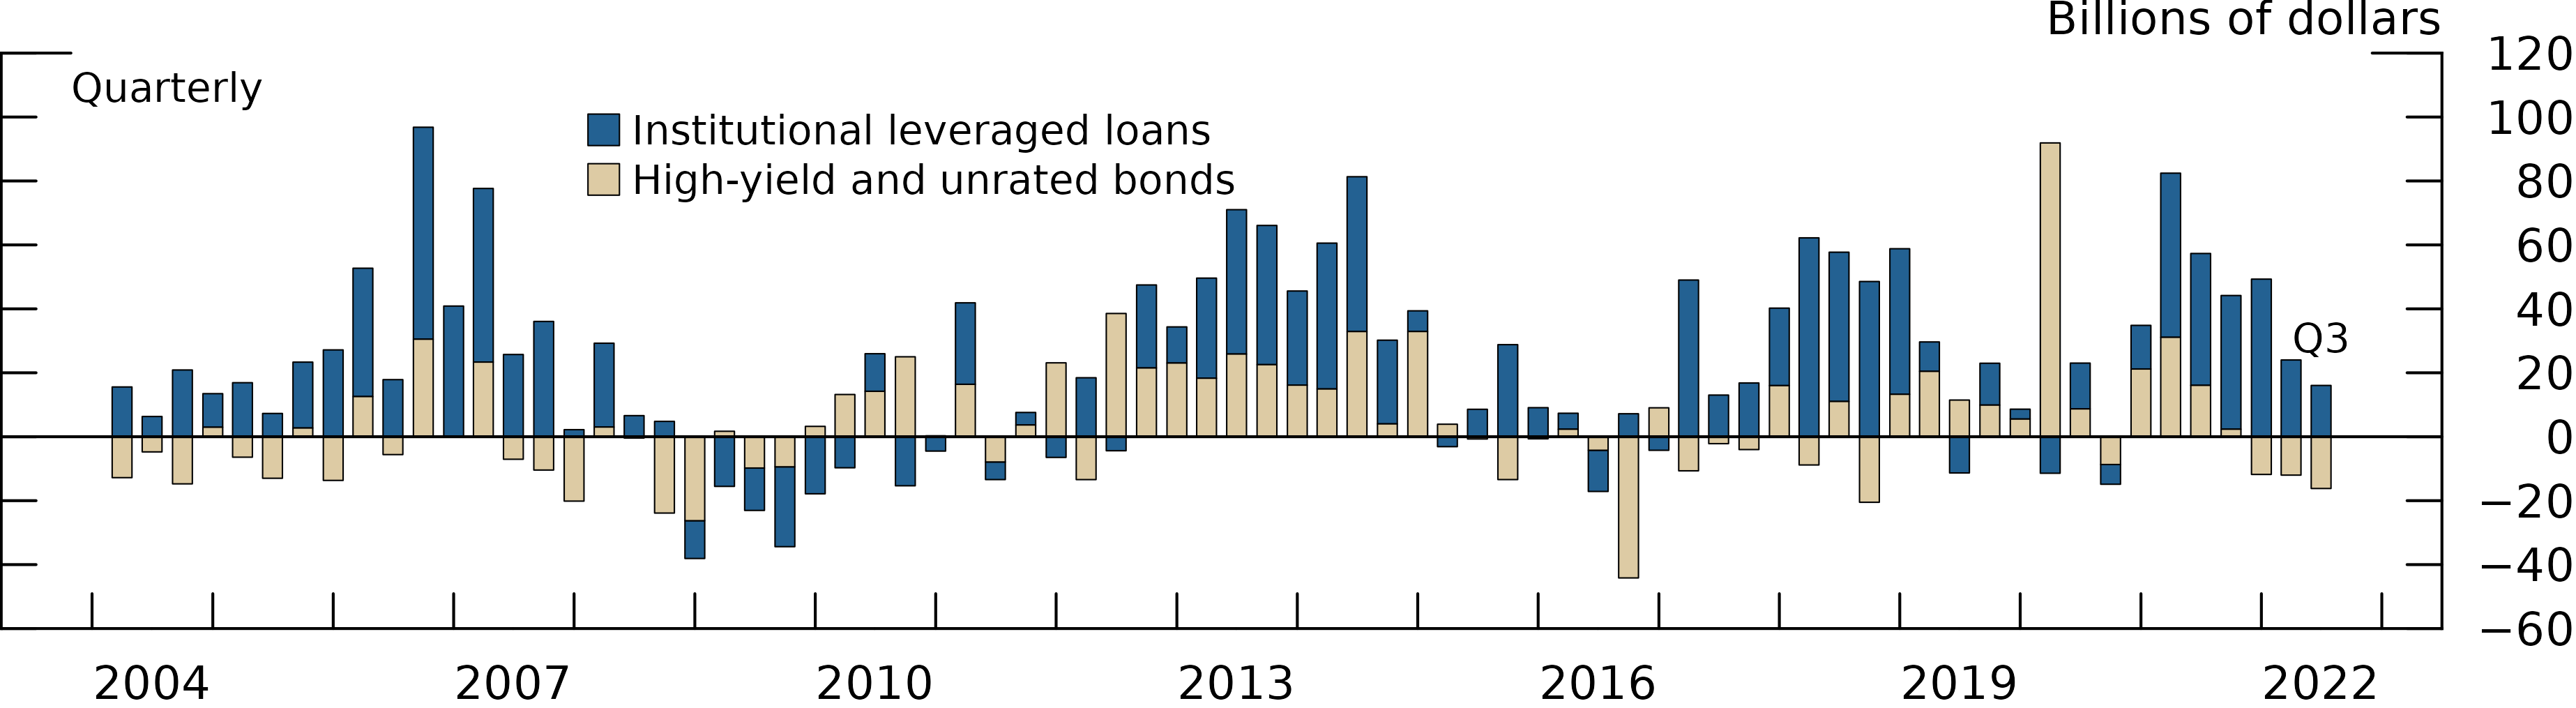 Billions of dollars
120
Quarterly
100
Institutional leveraged loans
High-yield and unrated bonds
80
60
40
Q3
20
0
−20
−40
−60
2004 2007 2010 2013 2016 2019 2022